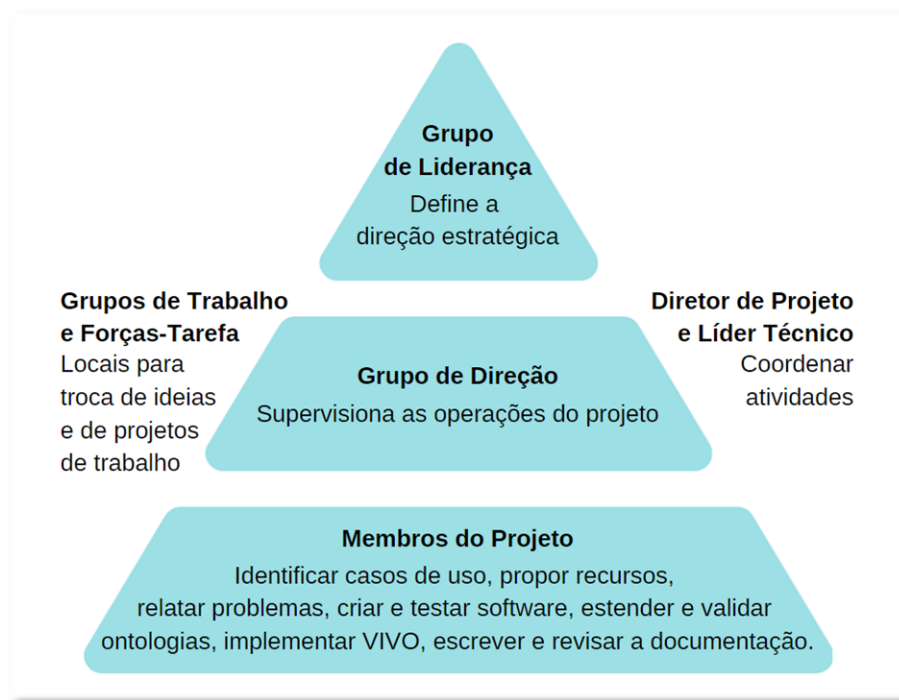 Grupo
de Liderança
Define a
direção estratégica
Grupos de Trabalho
e Forças-Tarefa
Locais para
troca de ideias
e de projetos
de trabalho
Diretor de Projeto
e Líder Técnico
Coordenar
atividades
Grupo de Direção
Supervisiona as operações do projeto
Membros do Projeto
Identificar casos de uso, propor recursos,
relatar problemas, criar e testar software, estender e validar
ontologias, implementar VIVO, escrever e revisar a documentação.